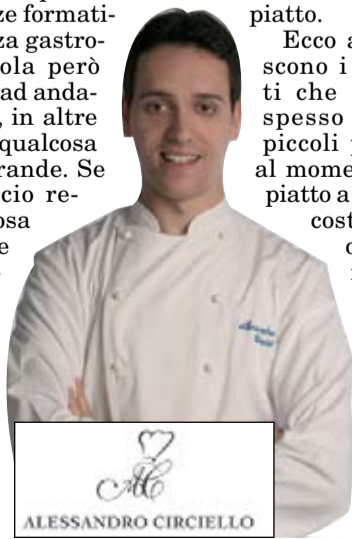 ze formati-
za gastro-
ola però
ad anda-
, in altre
qualcosa
rande. Se
cio re-
osa
e
piatto.
Ecco a
scono i
ti che
spesso
piccoli p
al mome
piatto a
cost
ALESSANDRO CIRCIELLO